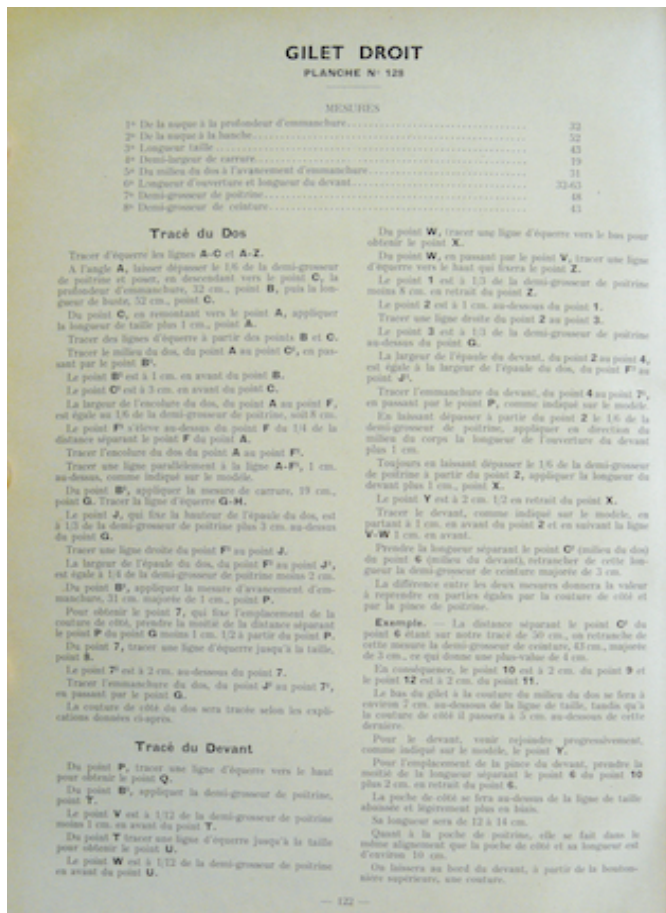 GILET DROIT
PLANCHE N° 128
MESURES
1° De la nuque à la profondeur d'emmanchure 32
2° De la nuque à la hanche 52
3° Longueur taille 43
4° Demi-largeur de carrure 19
5° Du milieu du dos à l'avancement d'emmanchure 31
6° Longueur d'ouverture et longueur du devant 32-63
7° Demi-grosseur de poitrine 48
8° Demi-grosseur de ceinture 43
Tracé du Dos
Tracer d'équerre les lignes A-C et A-Z.
A l'angle A, laisser dépasser le 1/6 de la demi-grosseur
de poitrine et poser, en descendant vers le point C, la
profondeur d'emmanchure, 32 cm., point B, puis la lon-
gueur de buste, 52 cm., point C.
Du point C, en remontant vers le point A, appliquer
la longueur de taille plus 1 cm., point A.
Tracer des lignes d'équerre à partir des points B et C.
Tracer le milieu du dos, du point A au point C², en pas-
sant par le point B².
Le point B² est à 1 cm. en avant du point B.
Le point C² est à 3 cm. en avant du point C.
La largeur de l'encolure du dos, du point A au point F,
est égale au 1/6 de la demi-grosseur de poitrine, soit 8 cm.
Le point F² s'élève au-dessus du point F du 1/4 de la
distance séparant le point F du point A.
Tracer l'encolure du dos du point A au point F².
Tracer une ligne parallèlement à la ligne A-F², 1 cm.
au-dessus, comme indiqué sur le modèle.
Du point B², appliquer la mesure de carrure, 19 cm.,
point G. Tracer la ligne d'équerre G-H.
Le point J, qui fixe la hauteur de l'épaule du dos, est
à 1/3 de la demi-grosseur de poitrine plus 3 cm. au-dessus
du point G.
Tracer une ligne droite du point F² au point J.
La largeur de l'épaule du dos, du point F² au point J²,
est égale à 1/4 de la demi-grosseur de poitrine moins 2 cm.
Du point B², appliquer la mesure d'avancement d'em-
manchure, 31 cm. majorée de 1 cm., point P.
Pour obtenir le point 7, qui fixe l'emplacement de la
couture de côté, prendre la moitié de la distance séparant
le point P du point G moins 1 cm. 1/2 à partir du point P.
Du point 7, tracer une ligne d'équerre jusqu'à la taille,
point 8.
Le point 7² est à 2 cm. au-dessous du point 7.
Tracer l'emmanchure du dos, du point J² au point 7²,
en passant par le point G.
La couture de côté du dos sera tracée selon les expli-
cations données ci-après.
Tracé du Devant
Du point P, tracer une ligne d'équerre vers le haut
pour obtenir le point Q.
Du point B², appliquer la demi-grosseur de poitrine,
point T.
Le point V est à 1/12 de la demi-grosseur de poitrine
moins 1 cm. en avant du point T.
Du point T tracer une ligne d'équerre jusqu'à la taille
pour obtenir le point U.
Le point W est à 1/12 de la demi-grosseur de poitrine
en avant du point U.
Du point W, tracer une ligne d'équerre vers le bas pour
obtenir le point X.
Du point W, en passant par le point V, tracer une ligne
d'équerre vers le haut qui fixera le point Z.
Le point 1 est à 1/3 de la demi-grosseur de poitrine
moins 8 cm. en retrait du point Z.
Le point 2 est à 1 cm. au-dessous du point 1.
Tracer une ligne droite du point 2 au point 3.
Le point 3 est à 1/3 de la demi-grosseur de poitrine
au-dessus du point G.
La largeur de l'épaule du devant, du point 2 au point 4,
est égale à la largeur de l'épaule du dos, du point F² au
point J².
Tracer l'emmanchure du devant, du point 4 au point 7²,
en passant par le point P, comme indiqué sur le modèle.
En laissant dépasser à partir du point 2 le 1/6 de la
demi-grosseur de poitrine, appliquer en direction du
milieu du corps la longueur de l'ouverture du devant
plus 1 cm.
Toujours en laissant dépasser le 1/6 de la demi-grosseur
de poitrine à partir du point 2, appliquer la longueur du
devant plus 1 cm., point X.
Le point Y est à 2 cm. 1/2 en retrait du point X.
Tracer le devant, comme indiqué sur le modèle, en
partant à 1 cm. en avant du point 2 et en suivant la ligne
V-W 1 cm. en avant.
Prendre la longueur séparant le point C² (milieu du dos)
du point 6 (milieu du devant), retrancher de cette lon-
gueur la demi-grosseur de ceinture majorée de 3 cm.
La différence entre les deux mesures donnera la valeur
à reprendre en parties égales par la couture de côté et
par la pince de poitrine.
Exemple. — La distance séparant le point C² du
point 6 étant sur notre tracé de 50 cm., on retranche de
cette mesure la demi-grosseur de ceinture, 43 cm., majorée
de 3 cm., ce qui donne une plus-value de 4 cm.
En conséquence, le point 10 est à 2 cm. du point 9 et
le point 12 est à 2 cm. du point 11.
Le bas du gilet à la couture du milieu du dos se fera à
environ 7 cm. au-dessous de la ligne de taille, tandis qu'à
la couture de côté il passera à 5 cm. au-dessous de cette
dernière.
Pour le devant, venir rejoindre progressivement,
comme indiqué sur le modèle, le point Y.
Pour l'emplacement de la pince du devant, prendre la
moitié de la longueur séparant le point 6 du point 10
plus 2 cm. en retrait du point 6.
La poche de côté se fera au-dessus de la ligne de taille
abaissée et légèrement plus en biais.
Sa longueur sera de 12 à 14 cm.
Quant à la poche de poitrine, elle se fait dans le
même alignement que la poche de côté et sa longueur est
d'environ 10 cm.
On laissera au bord du devant, à partir de la bouton-
nière supérieure, une couture.
— 122 —